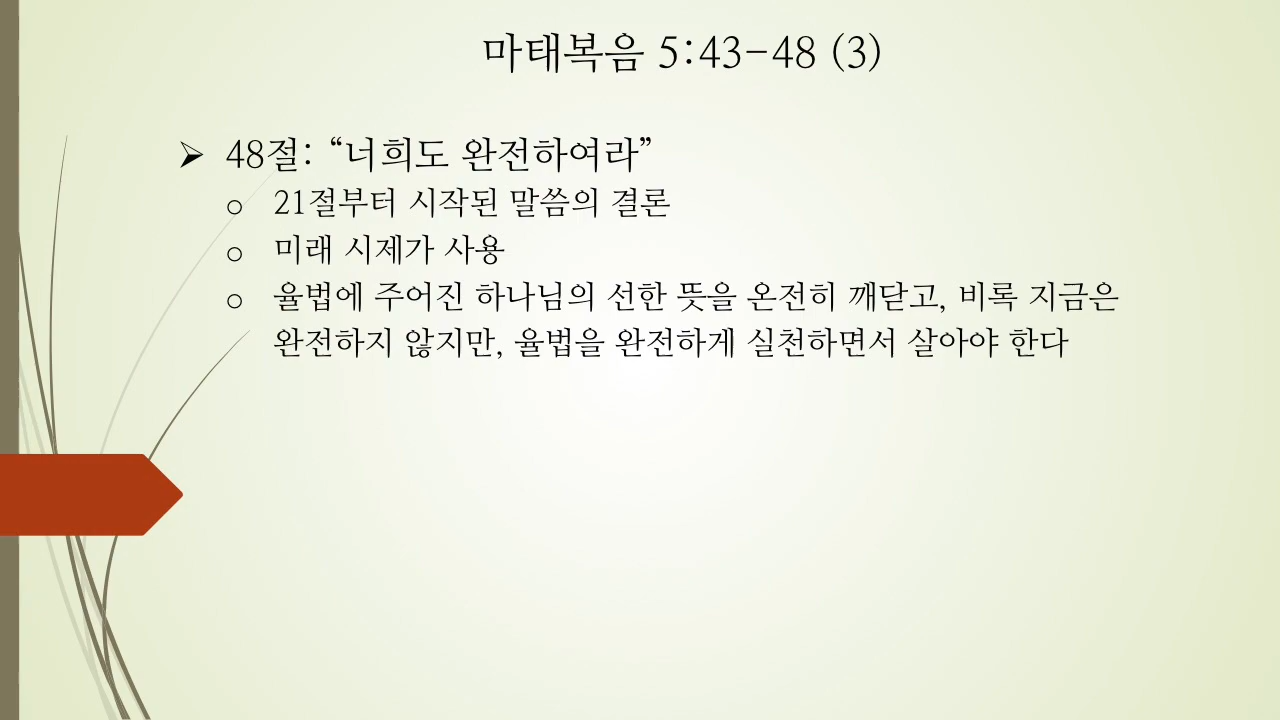 마태복음 5:43-48 (3)
➢ 48절: “너희도 완전하여라”
o 21절부터 시작된 말씀의 결론
o 미래 시제가 사용
o 율법에 주어진 하나님의 선한 뜻을 온전히 깨닫고, 비록 지금은
완전하지 않지만, 율법을 완전하게 실천하면서 살아야 한다